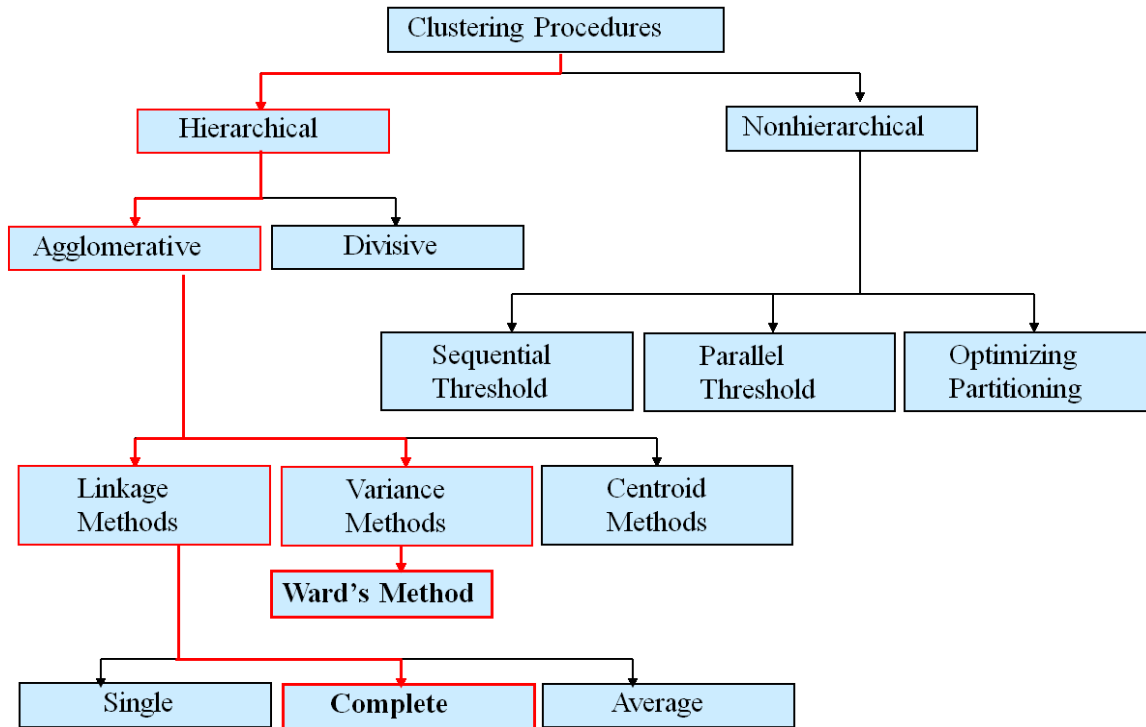 Clustering Procedures
Hierarchical
Nonhierarchical
Agglomerative
Divisive
Sequential
Threshold
Parallel
Threshold
Optimizing
Partitioning
Linkage
Methods
Variance
Methods
Centroid
Methods
Ward’s Method
Single
Complete
Average